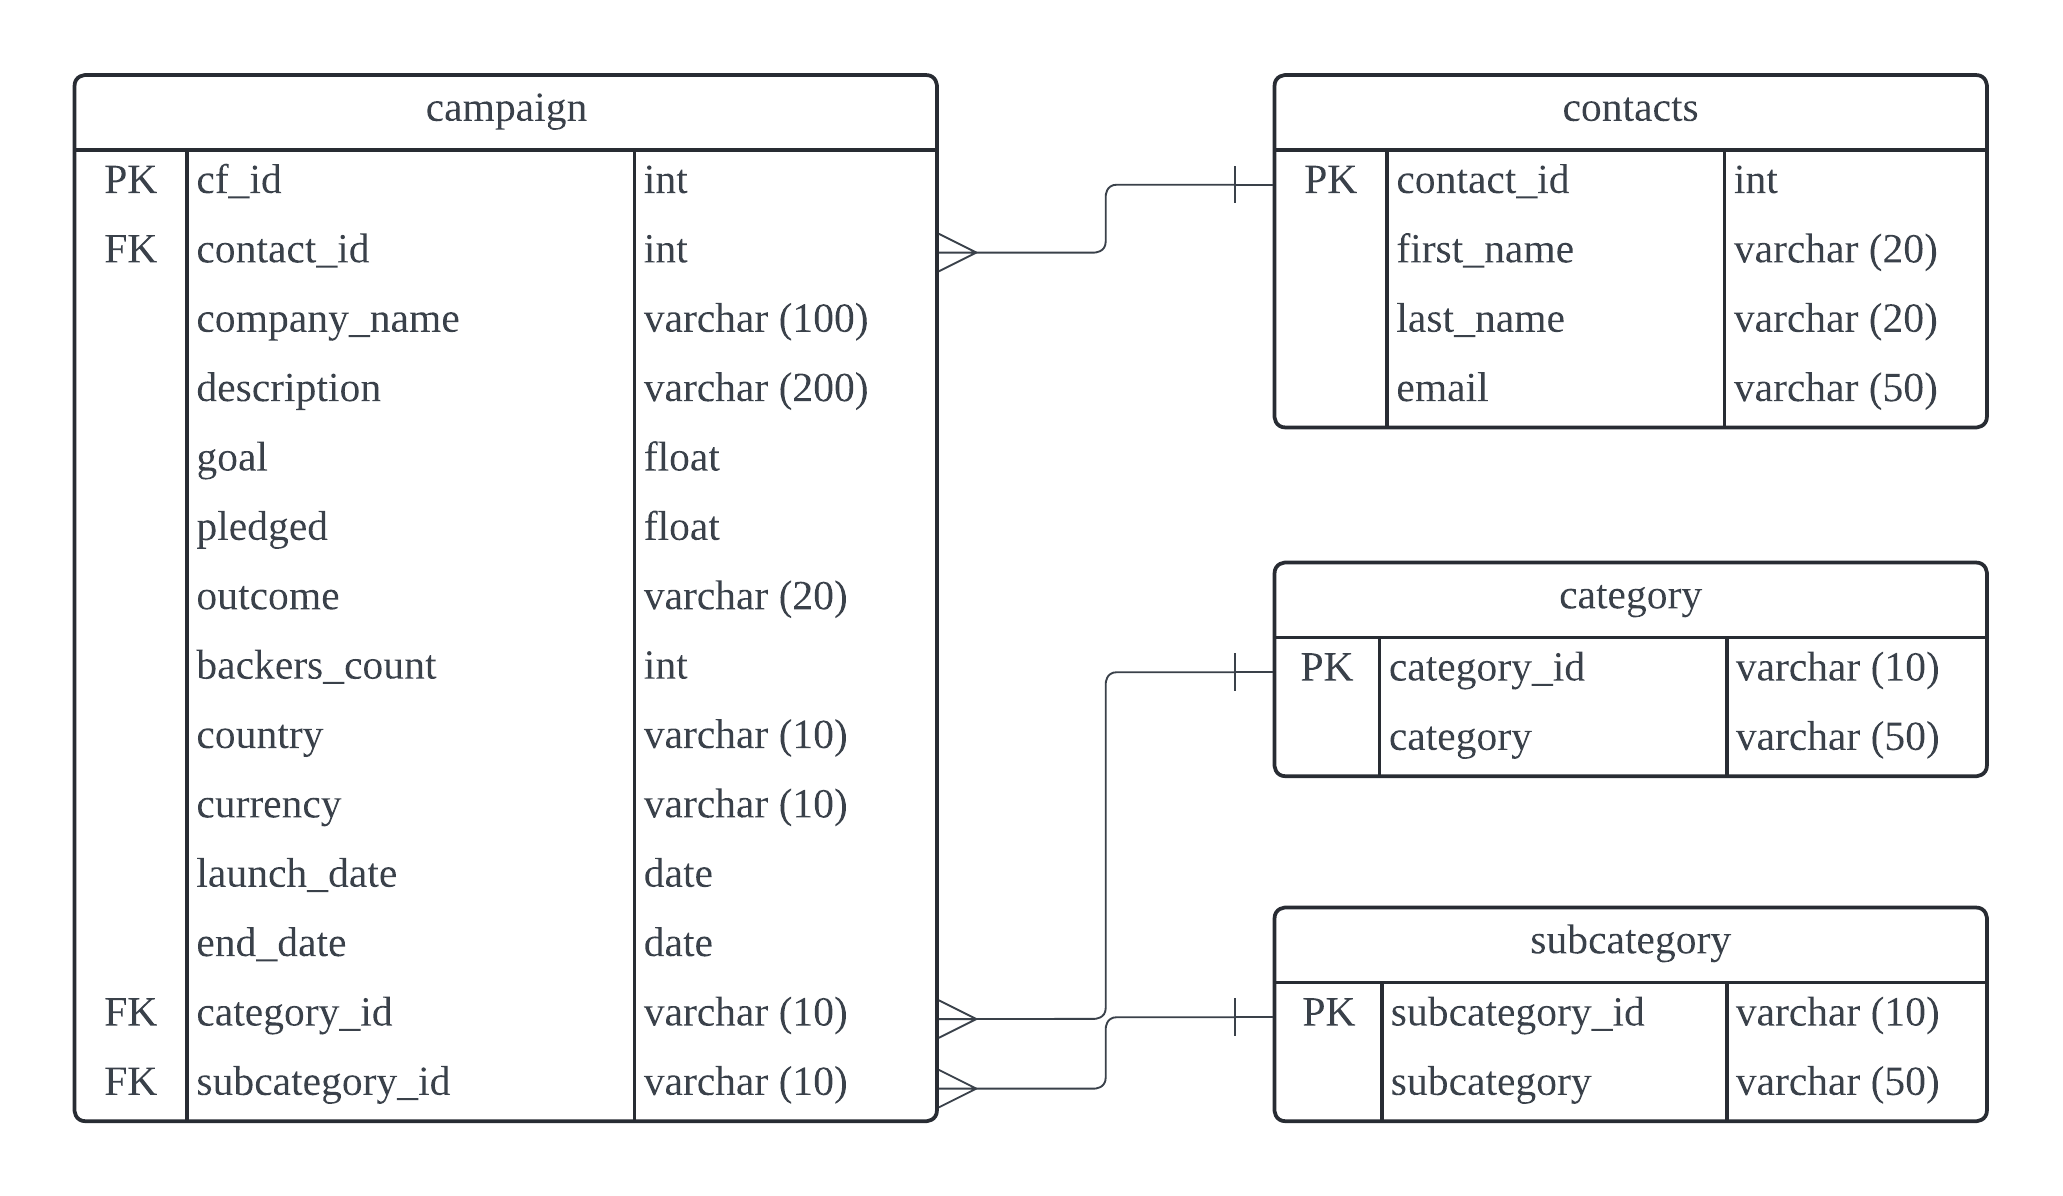 campaign
PK cf_id int
FK contact_id int
company_name varchar (100)
description varchar (200)
goal float
pledged float
outcome varchar (20)
backers_count int
country varchar (10)
currency varchar (10)
launch_date date
end_date date
FK category_id varchar (10)
FK subcategory_id varchar (10)
contacts
PK contact_id int
first_name varchar (20)
last_name varchar (20)
email varchar (50)
category
PK category_id varchar (10)
category varchar (50)
subcategory
PK subcategory_id varchar (10)
subcategory varchar (50)